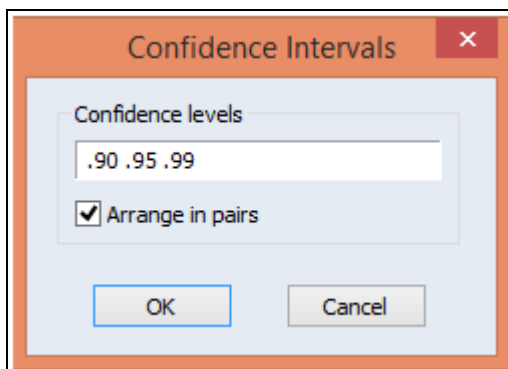 Confidence Intervals
Confidence levels
.90 .95 .99
Arrange in pairs
OK
Cancel